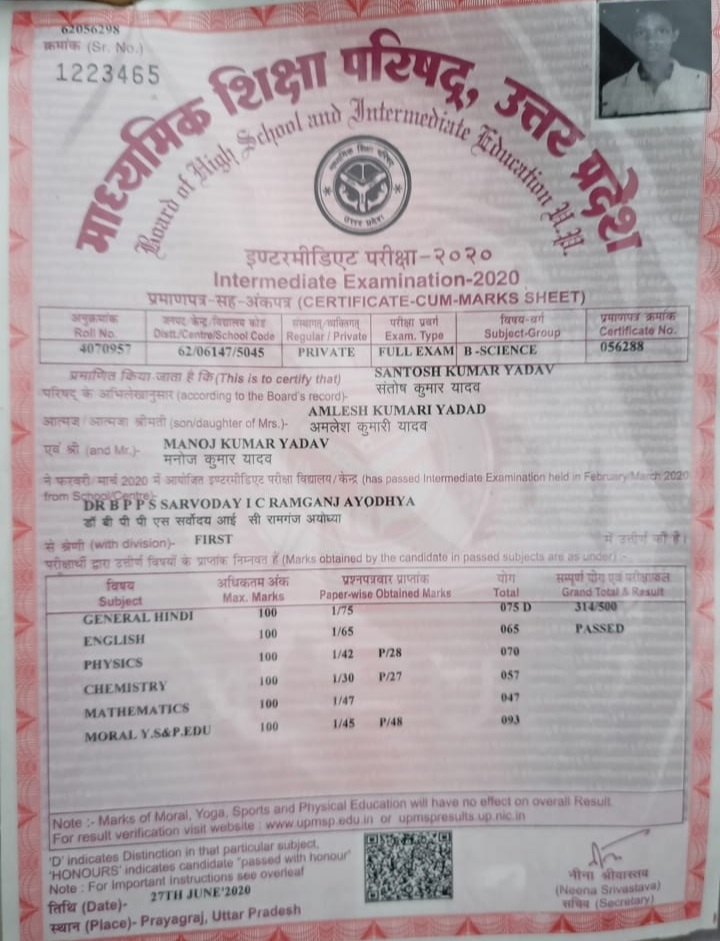 62056298
क्रमांक (Sr. No.)
1223465
माध्यमिक शिक्षा परिषद्, उत्तर प्रदेश
Board of High School and Intermediate Education U.P.
माध्यमिक शिक्षा परिषद्
उत्तर प्रदेश
इण्टरमीडिएट परीक्षा-२०२०
Intermediate Examination-2020
प्रमाणपत्र-सह-अंकपत्र (CERTIFICATE-CUM-MARKS SHEET)
अनुक्रमांक जनपद/केन्द्र/विद्यालय कोड संस्थागत/व्यक्तिगत परीक्षा प्रवर्ग विषय-वर्ग प्रमाणपत्र क्रमांक
Roll No. Distt./Centre/School Code Regular / Private Exam. Type Subject-Group Certificate No.
4070957 62/06147/5045 PRIVATE FULL EXAM B -SCIENCE 056288
प्रमाणित किया जाता है कि (This is to certify that) SANTOSH KUMAR YADAV
परिषद् के अभिलेखानुसार (according to the Board's record)- संतोष कुमार यादव
AMLESH KUMARI YADAD
आत्मज/आत्मजा श्रीमती (son/daughter of Mrs.)- अमलेश कुमारी यादव
एवं श्री (and Mr.)- MANOJ KUMAR YADAV
मनोज कुमार यादव
ने फरवरी/मार्च 2020 में आयोजित इण्टरमीडिएट परीक्षा विद्यालय/केन्द्र (has passed Intermediate Examination held in February/March 2020
from School/Centre)-
DR B P P S SARVODAY I C RAMGANJ AYODHYA
डॉ बी पी पी एस सर्वोदय आई सी रामगंज अयोध्या
से श्रेणी (with division)- FIRST में उत्तीर्ण की है।
परीक्षार्थी द्वारा उत्तीर्ण विषयों के प्राप्तांक निम्नवत हैं (Marks obtained by the candidate in passed subjects are as under) :-
विषय अधिकतम अंक प्रश्नपत्रवार प्राप्तांक योग सम्पूर्ण योग एवं परीक्षाफल
Subject Max. Marks Paper-wise Obtained Marks Total Grand Total & Result
GENERAL HINDI 100 1/75 075 D 314/500
ENGLISH 100 1/65 065 PASSED
PHYSICS 100 1/42 P/28 070
CHEMISTRY 100 1/30 P/27 057
MATHEMATICS 100 1/47 047
MORAL Y.S&P.EDU 100 1/45 P/48 093
Note :- Marks of Moral, Yoga, Sports and Physical Education will have no effect on overall Result.
For result verification visit website : www.upmsp.edu.in or upmspresults.up.nic.in
'D' indicates Distinction in that particular subject.
'HONOURS' indicates candidate "passed with honour"
Note : For Important Instructions see overleaf
तिथि (Date)- 27TH JUNE'2020
स्थान (Place)- Prayagraj, Uttar Pradesh
नीना श्रीवास्तव
(Neena Srivastava)
सचिव (Secretary)